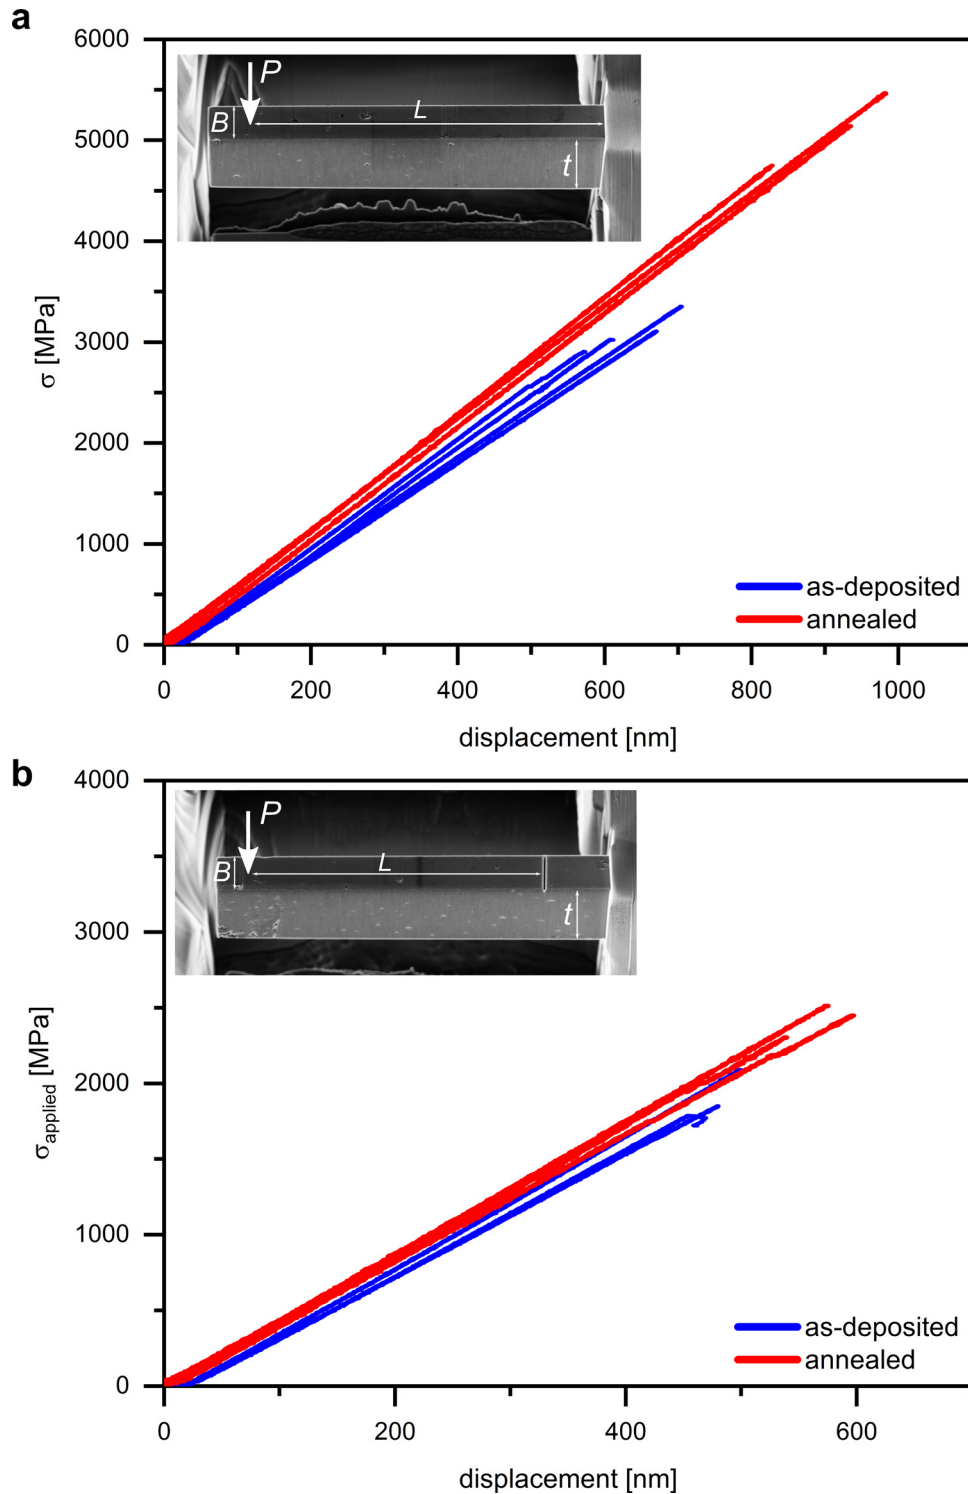 a
6000
5000
4000
3000
2000
1000
0
σ [MPa]
P
B
L
t
as-deposited
annealed
0 200 400 600 800 1000
displacement [nm]
b
4000
3000
2000
1000
0
σapplied [MPa]
P
B
L
t
as-deposited
annealed
0 200 400 600
displacement [nm]